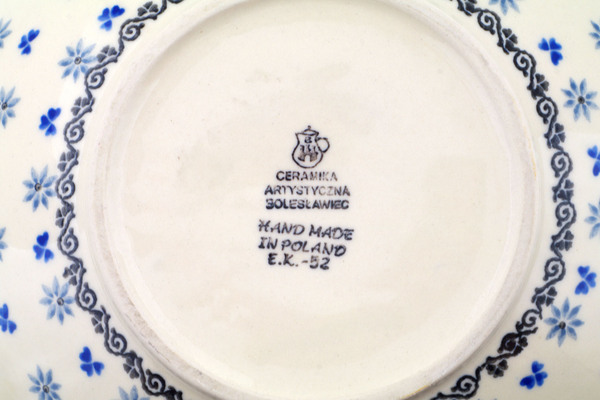 CERAMIKA
ARTYSTYCZNA
BOLESŁAWIEC
HAND MADE
IN POLAND
E.K.-52